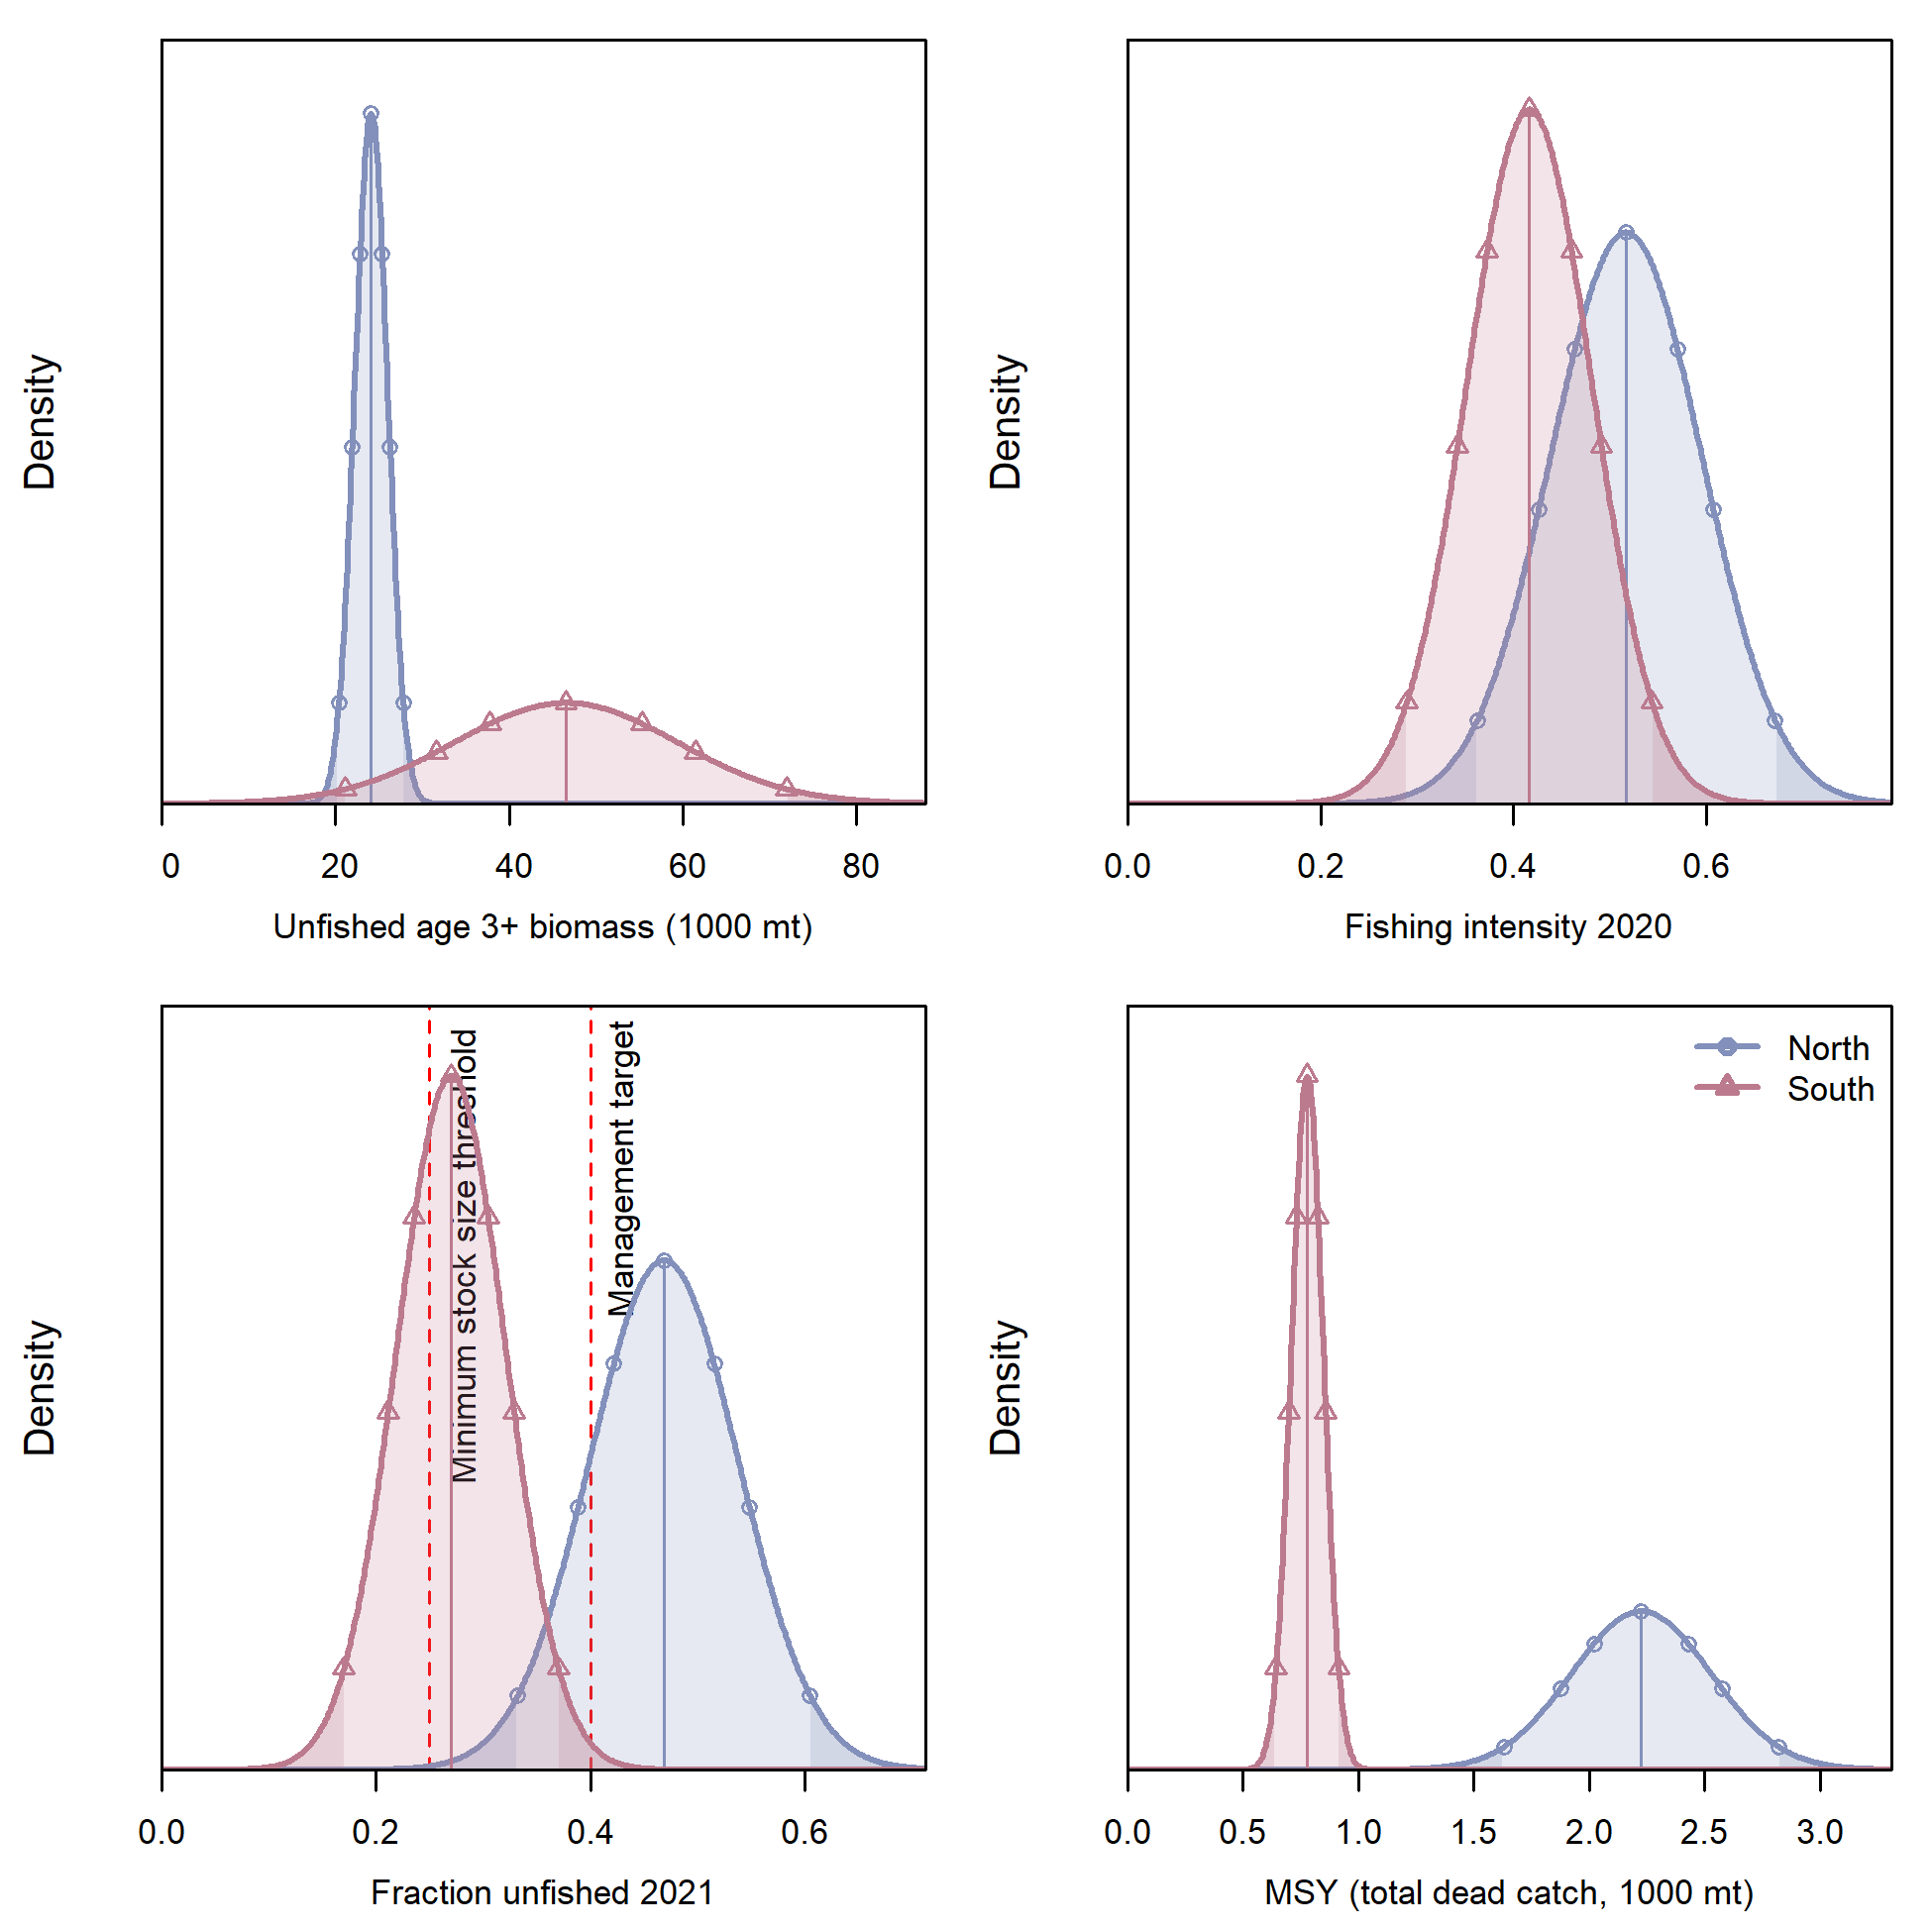 Density
0 20 40 60 80
Unfished age 3+ biomass (1000 mt)
Density
0.0 0.2 0.4 0.6
Fishing intensity 2020
Density
Minimum stock size threshold
Management target
0.0 0.2 0.4 0.6
Fraction unfished 2021
Density
North
South
0.0 0.5 1.0 1.5 2.0 2.5 3.0
MSY (total dead catch, 1000 mt)